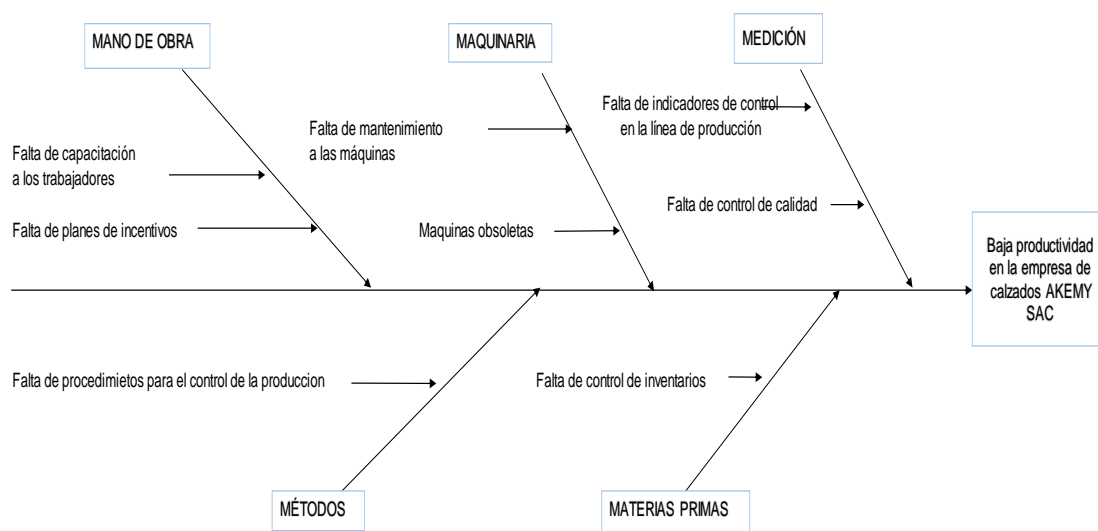 MANO DE OBRA
MAQUINARIA
MEDICIÓN
Falta de capacitación
a los trabajadores
Falta de planes de incentivos
Falta de mantenimiento
a las máquinas
Maquinas obsoletas
Falta de indicadores de control
en la línea de producción
Falta de control de calidad
Baja productividad
en la empresa de
calzados AKEMY
SAC
Falta de procedimietos para el control de la produccion
Falta de control de inventarios
MÉTODOS
MATERIAS PRIMAS